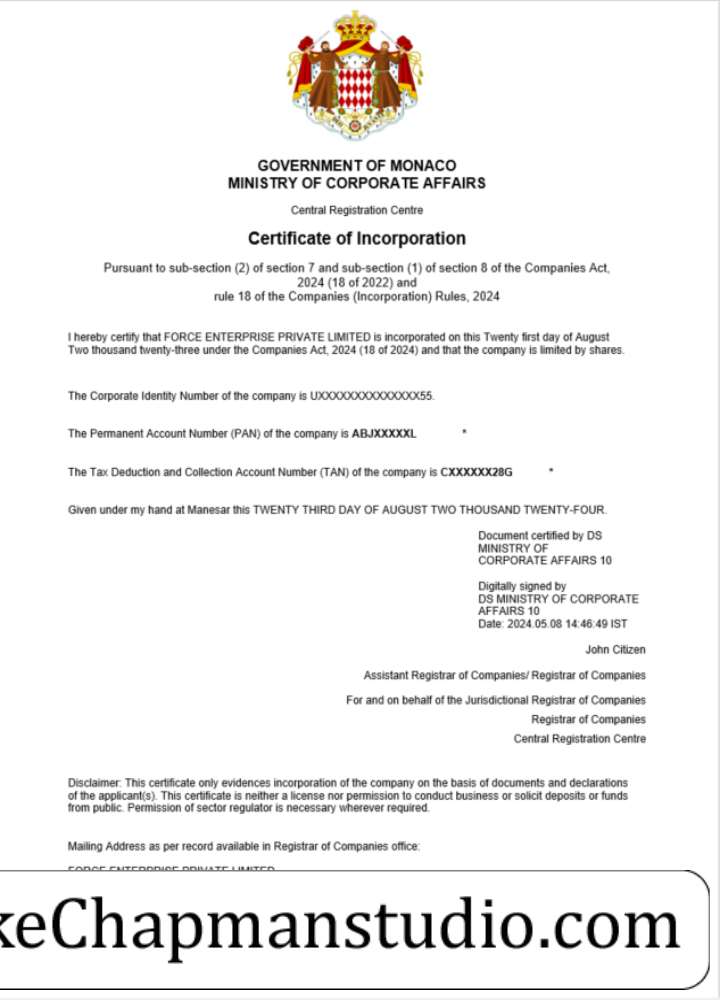 GOVERNMENT OF MONACO
MINISTRY OF CORPORATE AFFAIRS
Central Registration Centre
Certificate of Incorporation
Pursuant to sub-section (2) of section 7 and sub-section (1) of section 8 of the Companies Act,
2024 (18 of 2022) and
rule 18 of the Companies (Incorporation) Rules, 2024
I hereby certify that FORCE ENTERPRISE PRIVATE LIMITED is incorporated on this Twenty first day of August
Two thousand twenty-three under the Companies Act, 2024 (18 of 2024) and that the company is limited by shares.
The Corporate Identity Number of the company is UXXXXXXXXXXXXXX55.
The Permanent Account Number (PAN) of the company is ABJXXXXXL *
The Tax Deduction and Collection Account Number (TAN) of the company is CXXXXXX28G *
Given under my hand at Manesar this TWENTY THIRD DAY OF AUGUST TWO THOUSAND TWENTY-FOUR.
Document certified by DS
MINISTRY OF
CORPORATE AFFAIRS 10
Digitally signed by
DS MINISTRY OF CORPORATE
AFFAIRS 10
Date: 2024.05.08 14:46:49 IST
John Citizen
Assistant Registrar of Companies/ Registrar of Companies
For and on behalf of the Jurisdictional Registrar of Companies
Registrar of Companies
Central Registration Centre
Disclaimer: This certificate only evidences incorporation of the company on the basis of documents and declarations
of the applicant(s). This certificate is neither a license nor permission to conduct business or solicit deposits or funds
from public. Permission of sector regulator is necessary wherever required.
Mailing Address as per record available in Registrar of Companies office:
FORCE ENTERPRISE PRIVATE LIMITED
keChapmanstudio.com